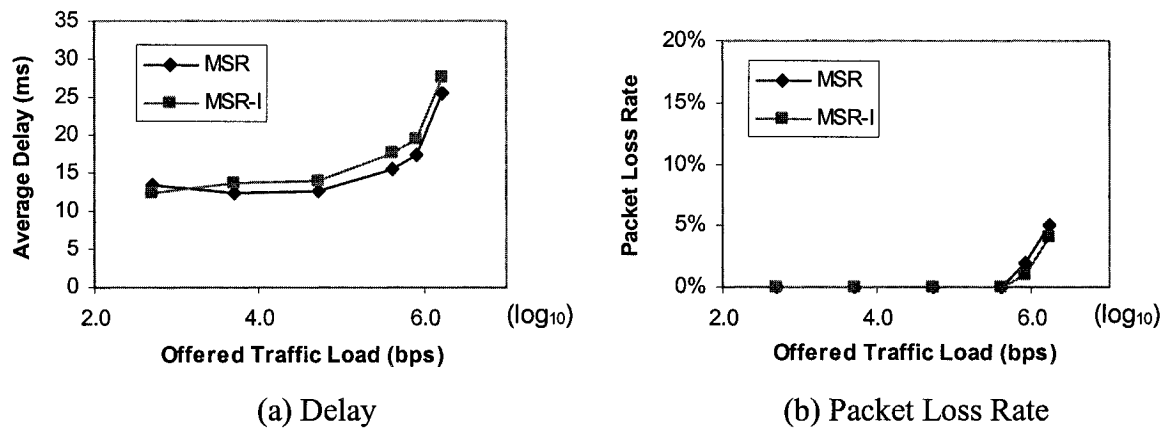 35
30
25
20
15
10
5
0
Average Delay (ms)
MSR
MSR-I
2.0
4.0
6.0
(log10)
Offered Traffic Load (bps)
(a) Delay
20%
15%
10%
5%
0%
Packet Loss Rate
MSR
MSR-I
2.0
4.0
6.0
(log10)
Offered Traffic Load (bps)
(b) Packet Loss Rate